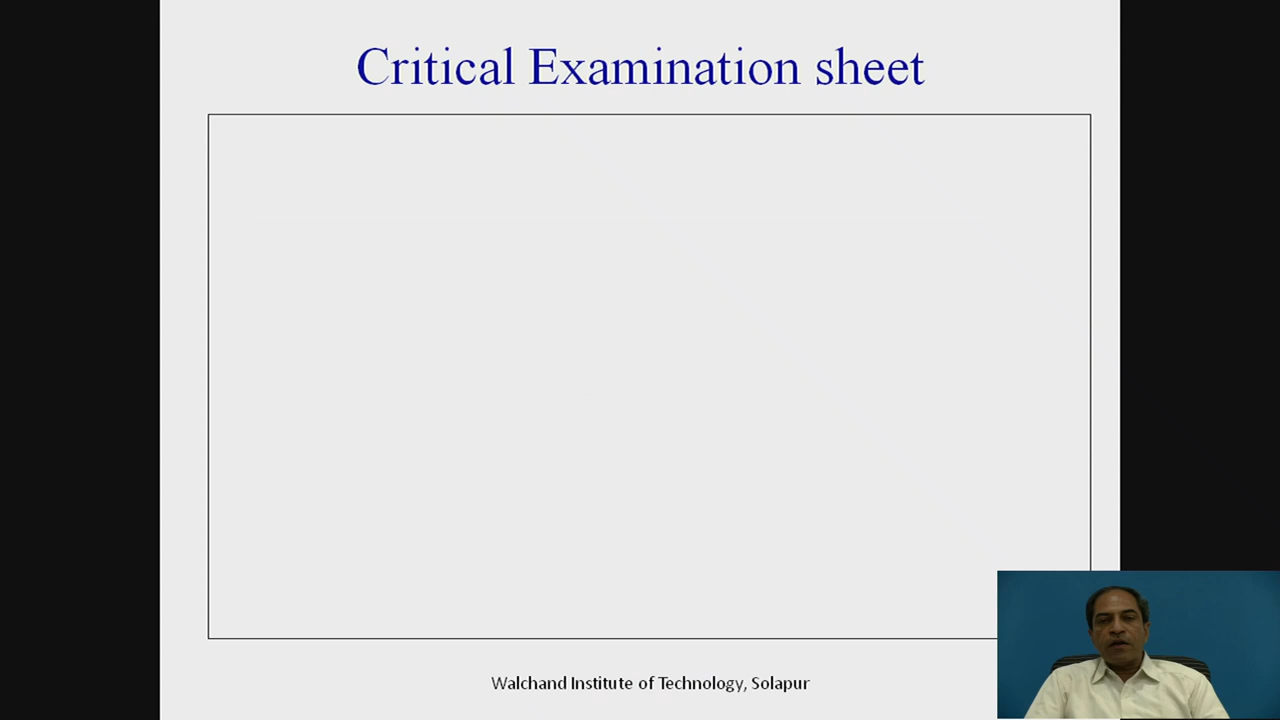 Critical Examination sheet
Walchand Institute of Technology, Solapur